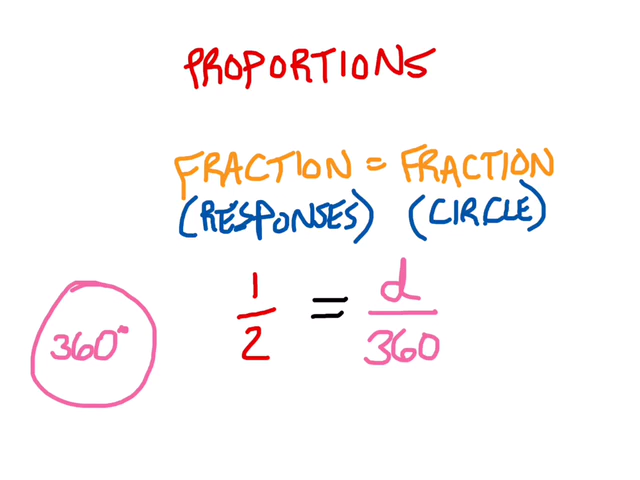 PROPORTIONS
FRACTION = FRACTION
(RESPONSES) (CIRCLE)
1 d
— = —
2 360
360°